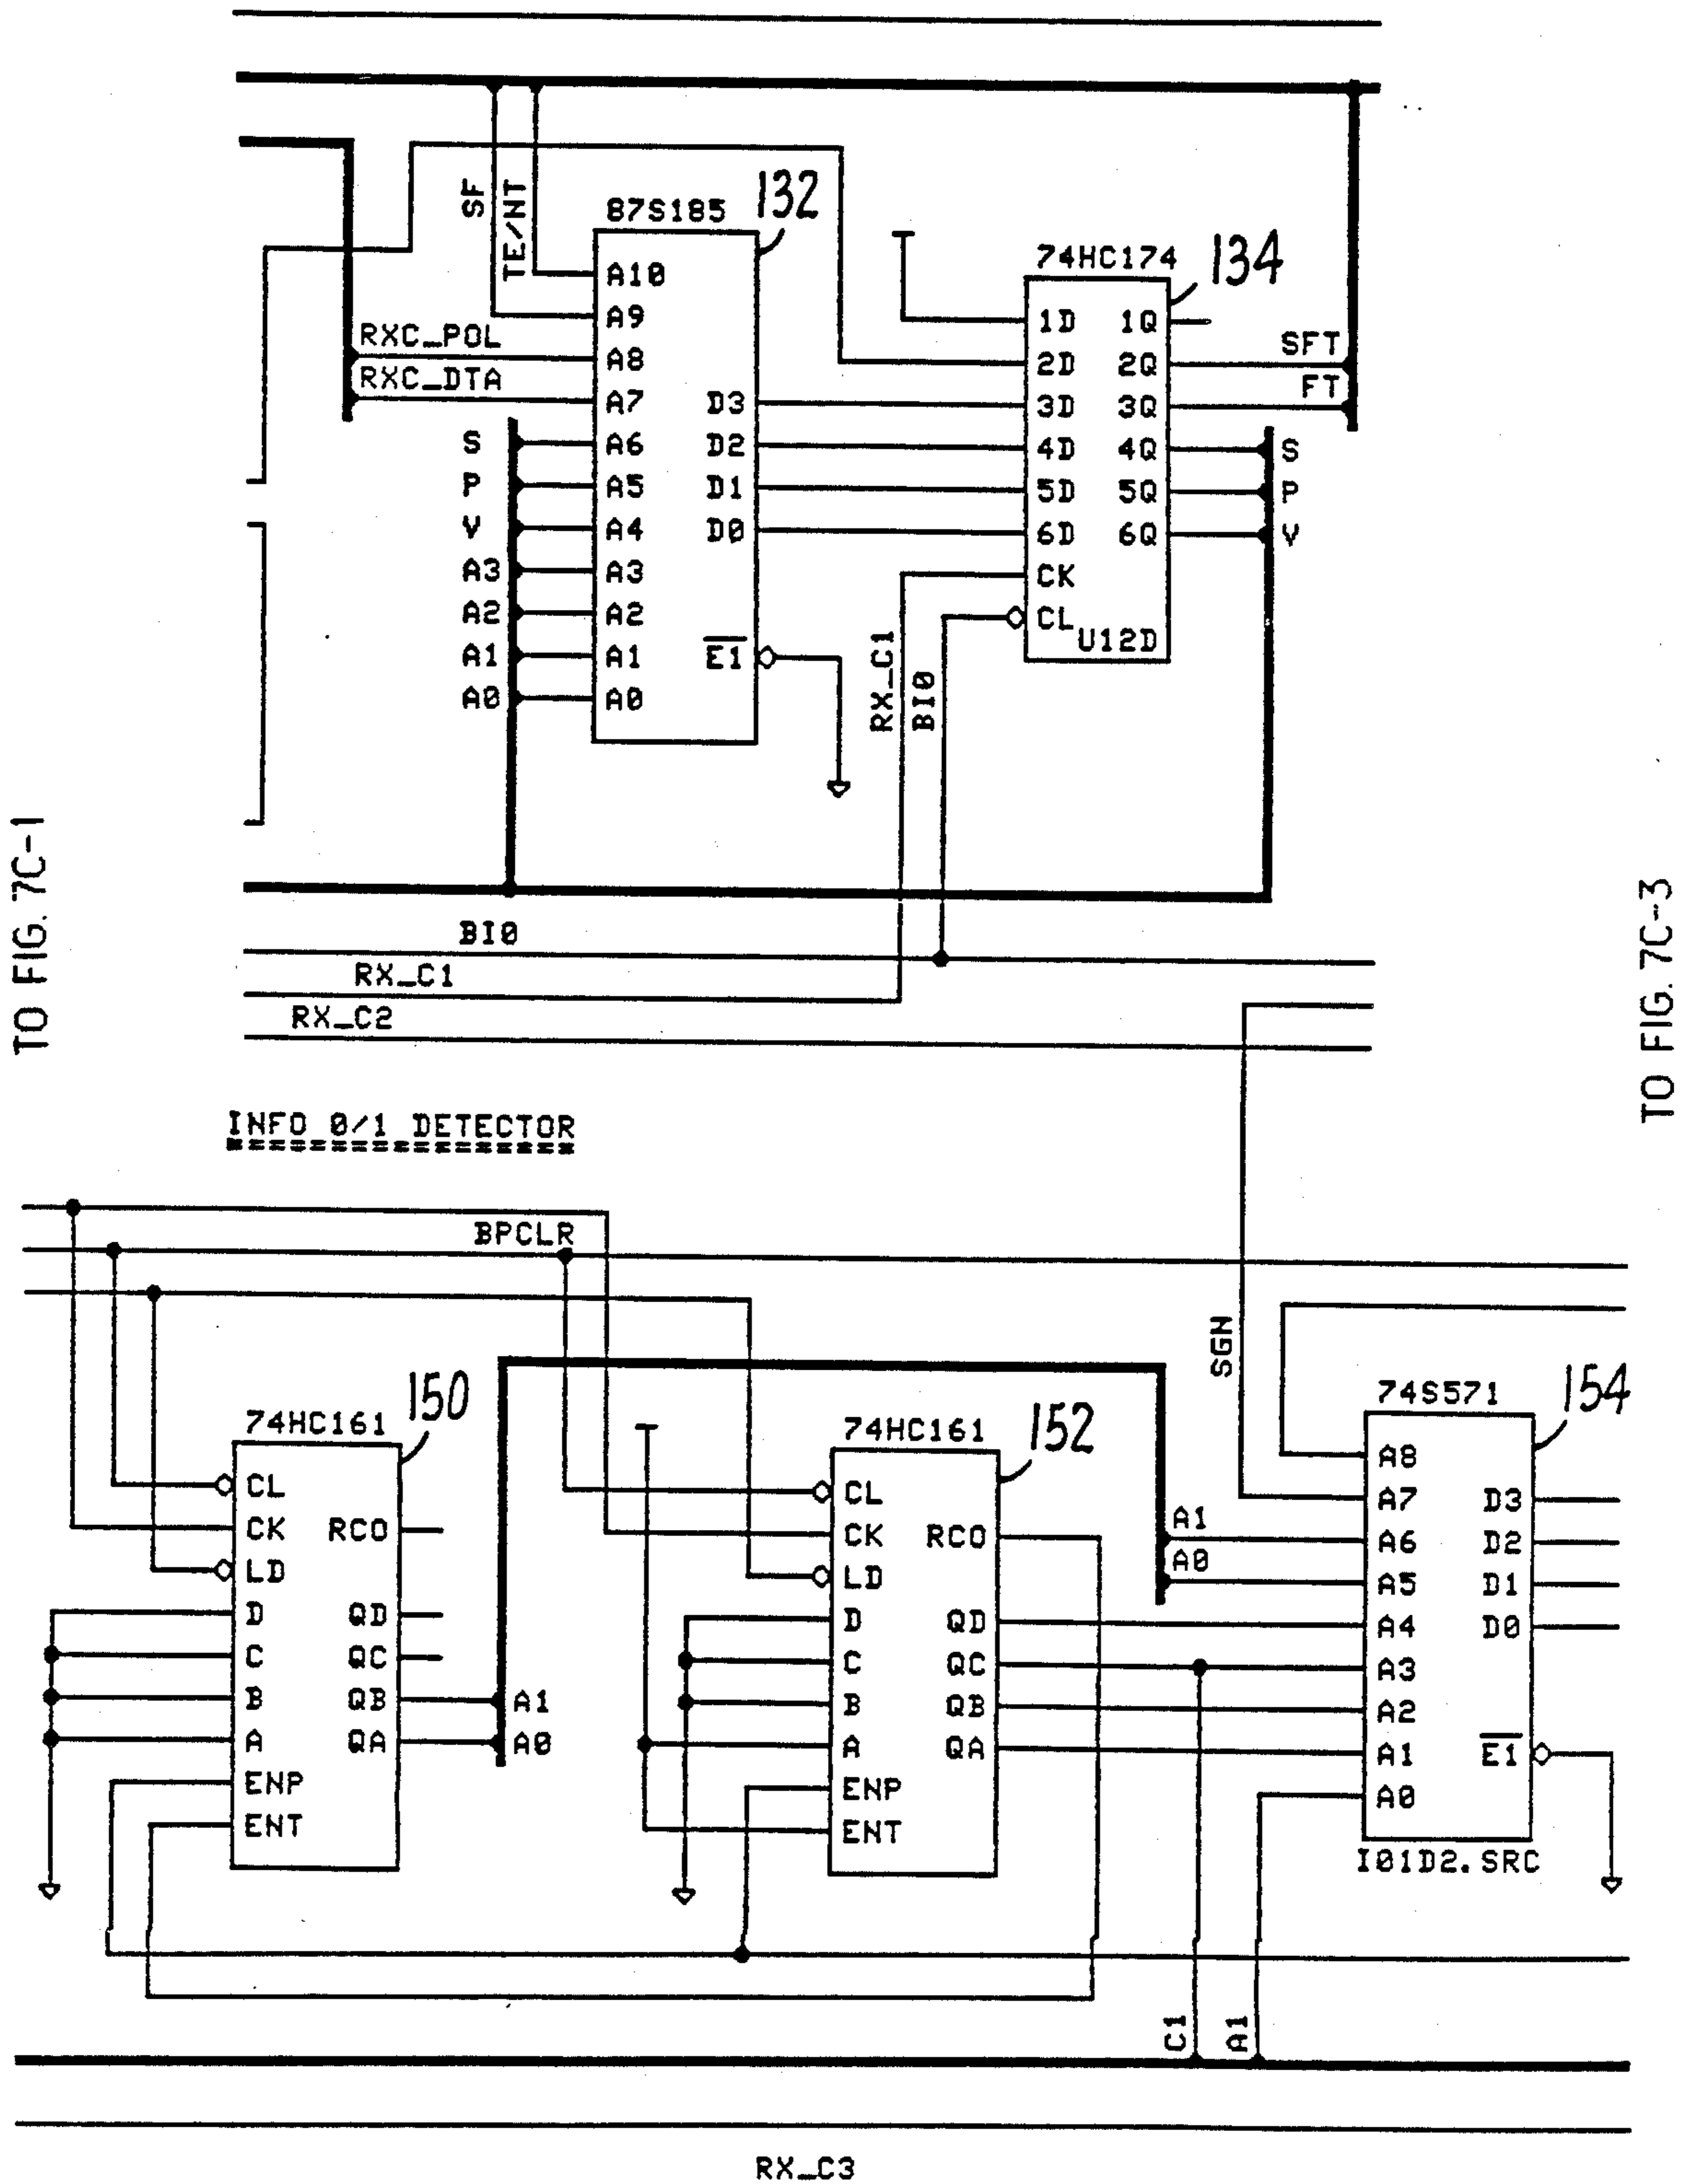 TO FIG. 7C-1
TO FIG. 7C-3
SF
TE/NT
87S185
132
A10
A9
RXC_POL
A8
RXC_DTA
A7
D3
S
A6
D2
P
A5
D1
V
A4
D0
A3
A3
A2
A2
A1
A1
E1
A0
A0
74HC174
134
1D
1Q
2D
2Q
SFT
3D
3Q
FT
4D
4Q
S
5D
5Q
P
6D
6Q
V
CK
CL
U12D
RX_C1
BI0
BI0
RX_C1
RX_C2
INFO 0/1 DETECTOR
BPCLR
SGN
74HC161
150
CL
CK
RCO
LD
D
QD
C
QC
B
QB
A1
A
QA
A0
ENP
ENT
74HC161
152
CL
CK
RCO
LD
D
QD
C
QC
B
QB
A
QA
ENP
ENT
74S571
154
A8
A7
D3
A1
A6
D2
A0
A5
D1
A4
D0
A3
A2
A1
E1
A0
I01D2.SRC
C1
A1
RX_C3